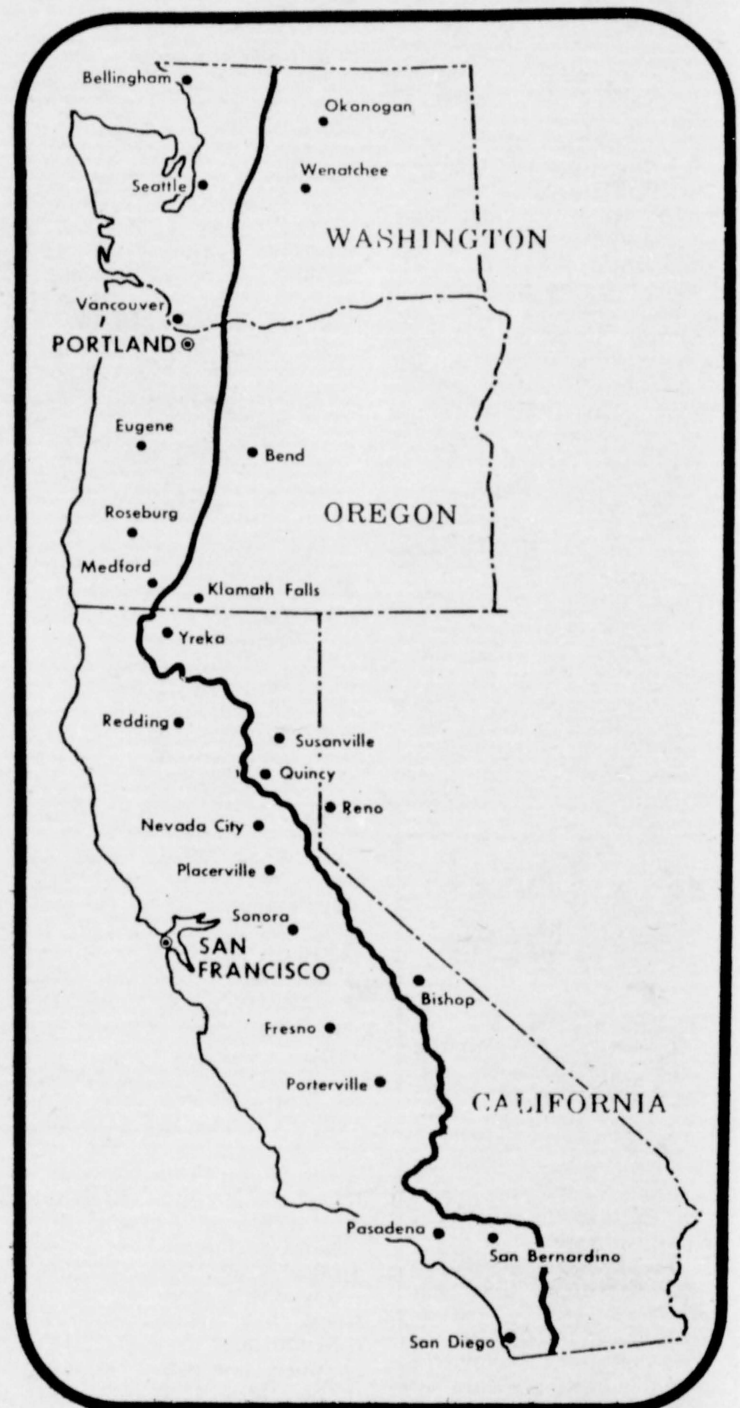 Bellingham
Okanogan
Wenatchee
Seattle
WASHINGTON
Vancouver
PORTLAND
Eugene
Bend
Roseburg
OREGON
Medford
Klamath Falls
Yreka
Redding
Susanville
Quincy
Reno
Nevada City
Placerville
Sonora
SAN
FRANCISCO
Bishop
Fresno
Porterville
CALIFORNIA
Pasadena
San Bernardino
San Diego